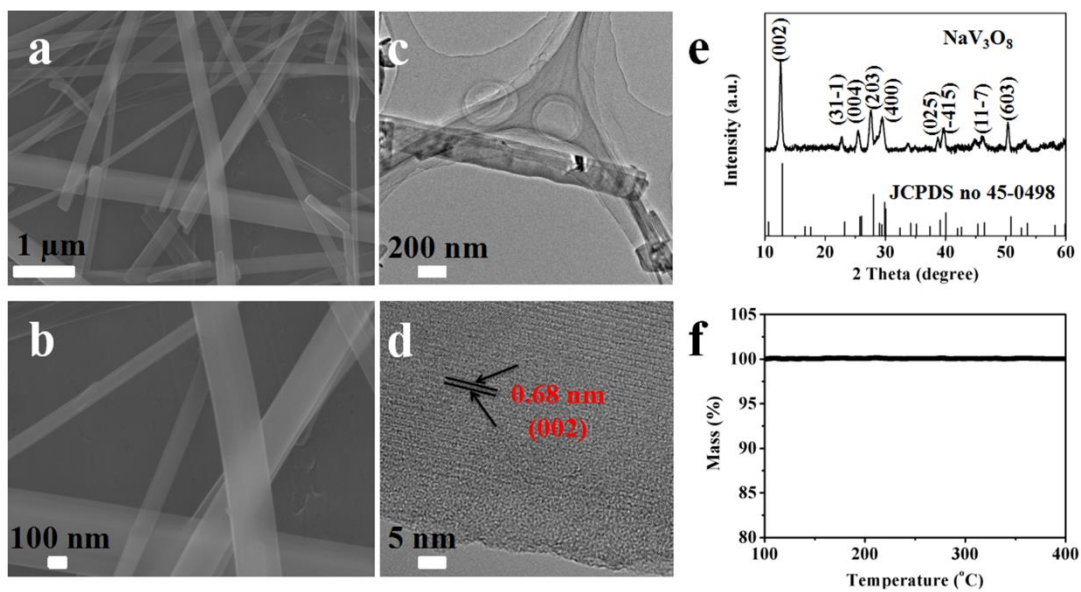 a
1 µm
b
100 nm
c
200 nm
d
0.68 nm
(002)
5 nm
e
NaV₃O₈
(002)
(31-1)
(004)
(203)
(400)
(025)
(-415)
(11-7)
(603)
JCPDS no 45-0498
Intensity (a.u.)
10 20 30 40 50 60
2 Theta (degree)
f
105
100
95
90
85
80
Mass (%)
100 200 300 400
Temperature (°C)